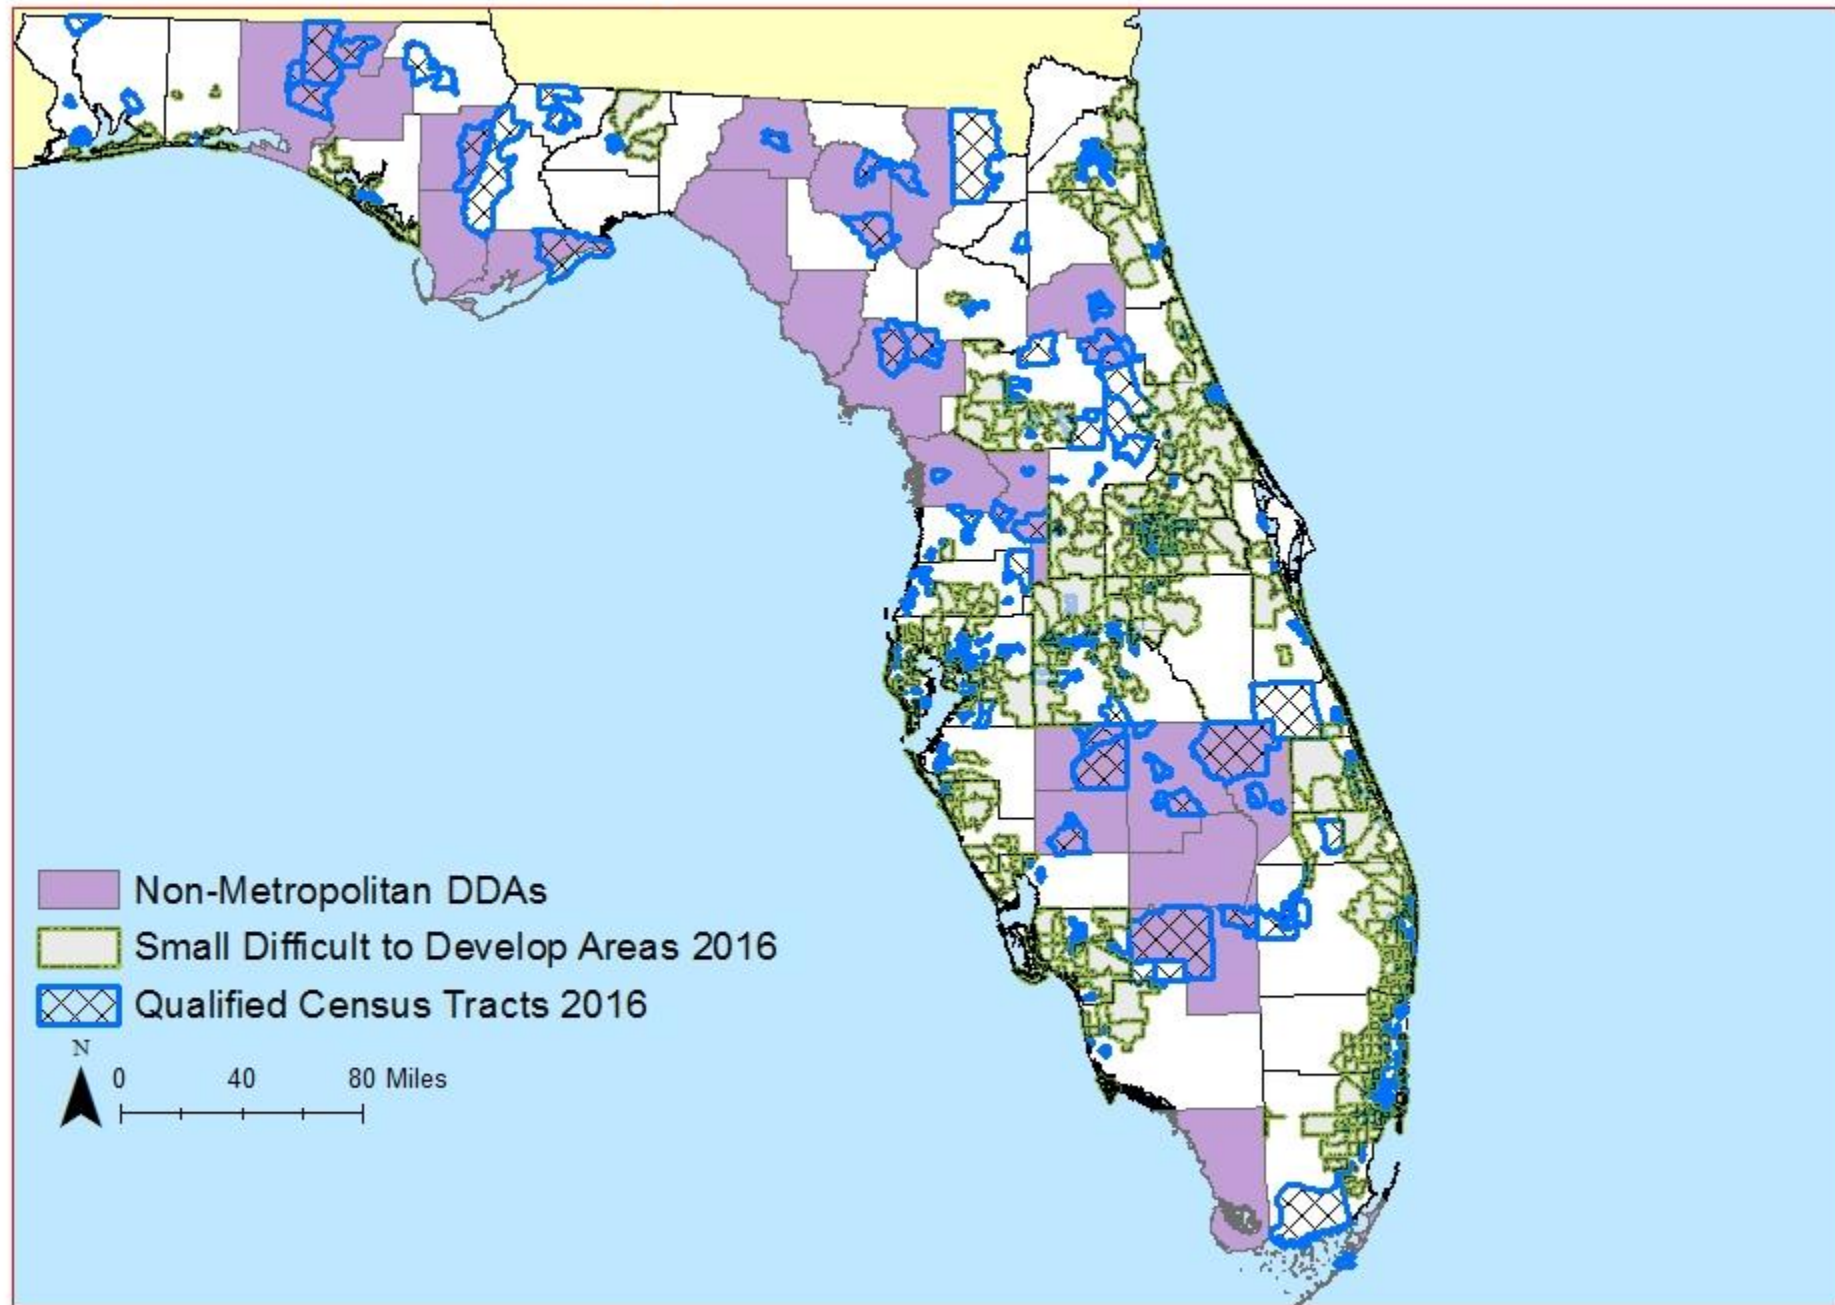 Non-Metropolitan DDAs
Small Difficult to Develop Areas 2016
Qualified Census Tracts 2016
N
0 40 80 Miles